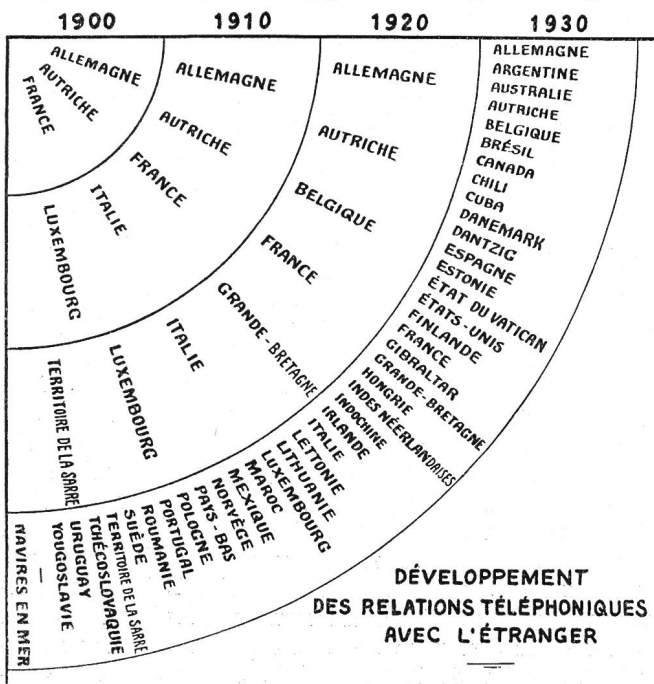 1900
1910
1920
1930
ALLEMAGNE
AUTRICHE
FRANCE
ALLEMAGNE
AUTRICHE
FRANCE
ITALIE
LUXEMBOURG
ALLEMAGNE
AUTRICHE
BELGIQUE
FRANCE
GRANDE-BRETAGNE
ITALIE
LUXEMBOURG
TERRITOIRE DE LA SARRE
ALLEMAGNE
ARGENTINE
AUSTRALIE
AUTRICHE
BELGIQUE
BRÉSIL
CANADA
CHILI
CUBA
DANEMARK
DANTZIG
ESPAGNE
ESTONIE
ÉTAT DU VATICAN
ÉTATS-UNIS
FINLANDE
FRANCE
GIBRALTAR
GRANDE-BRETAGNE
HONGRIE
INDES NÉERLANDAISES
INDOCHINE
IRLANDE
ITALIE
LETTONIE
LITHUANIE
LUXEMBOURG
MAROC
MEXIQUE
NORVÈGE
PAYS-BAS
POLOGNE
PORTUGAL
ROUMANIE
SUÈDE
TERRITOIRE DE LA SARRE
TCHÉCOSLOVAQUIE
URUGUAY
YOUGOSLAVIE
NAVIRES EN MER
DÉVELOPPEMENT
DES RELATIONS TÉLÉPHONIQUES
AVEC L'ÉTRANGER